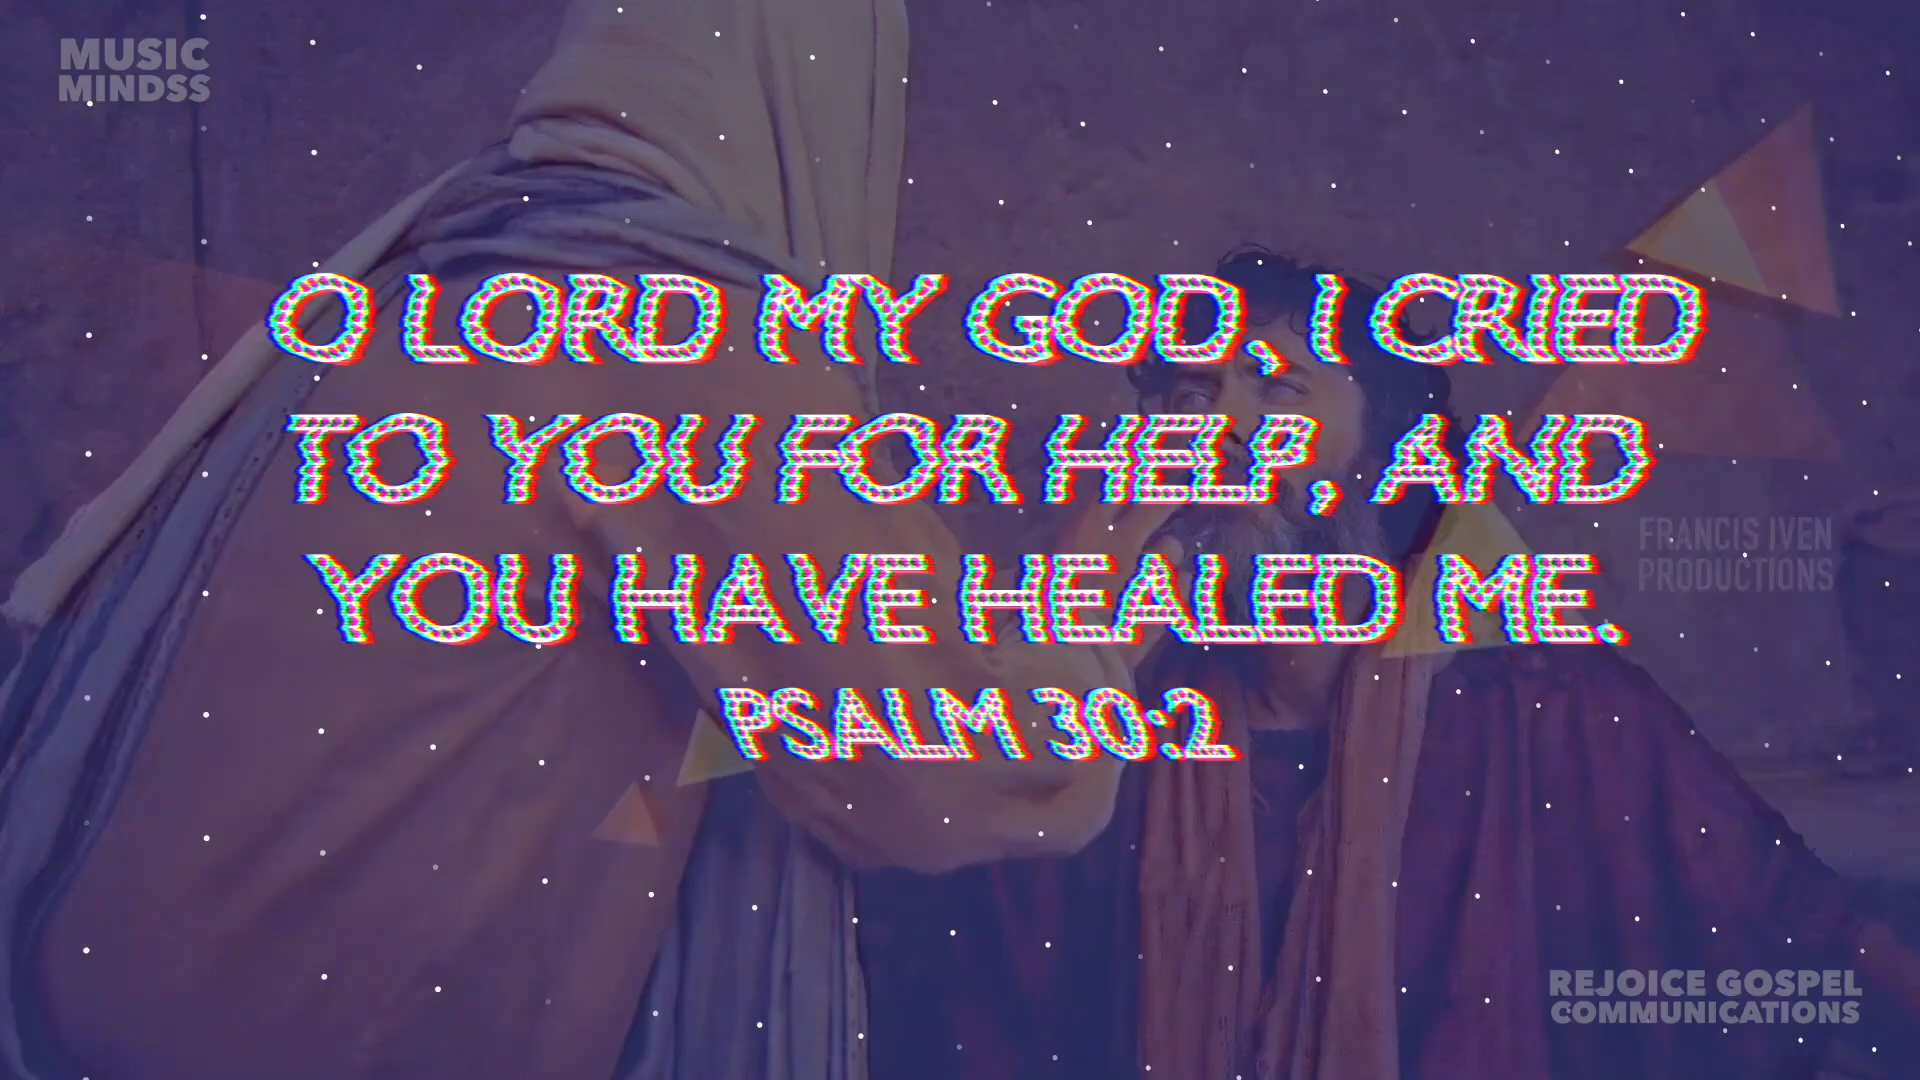 MUSIC
MINDSS
O LORD MY GOD, I CRIED
TO YOU FOR HELP, AND
YOU HAVE HEALED ME.
PSALM 30:2
FRANCIS IVEN
PRODUCTIONS
REJOICE GOSPEL
COMMUNICATIONS